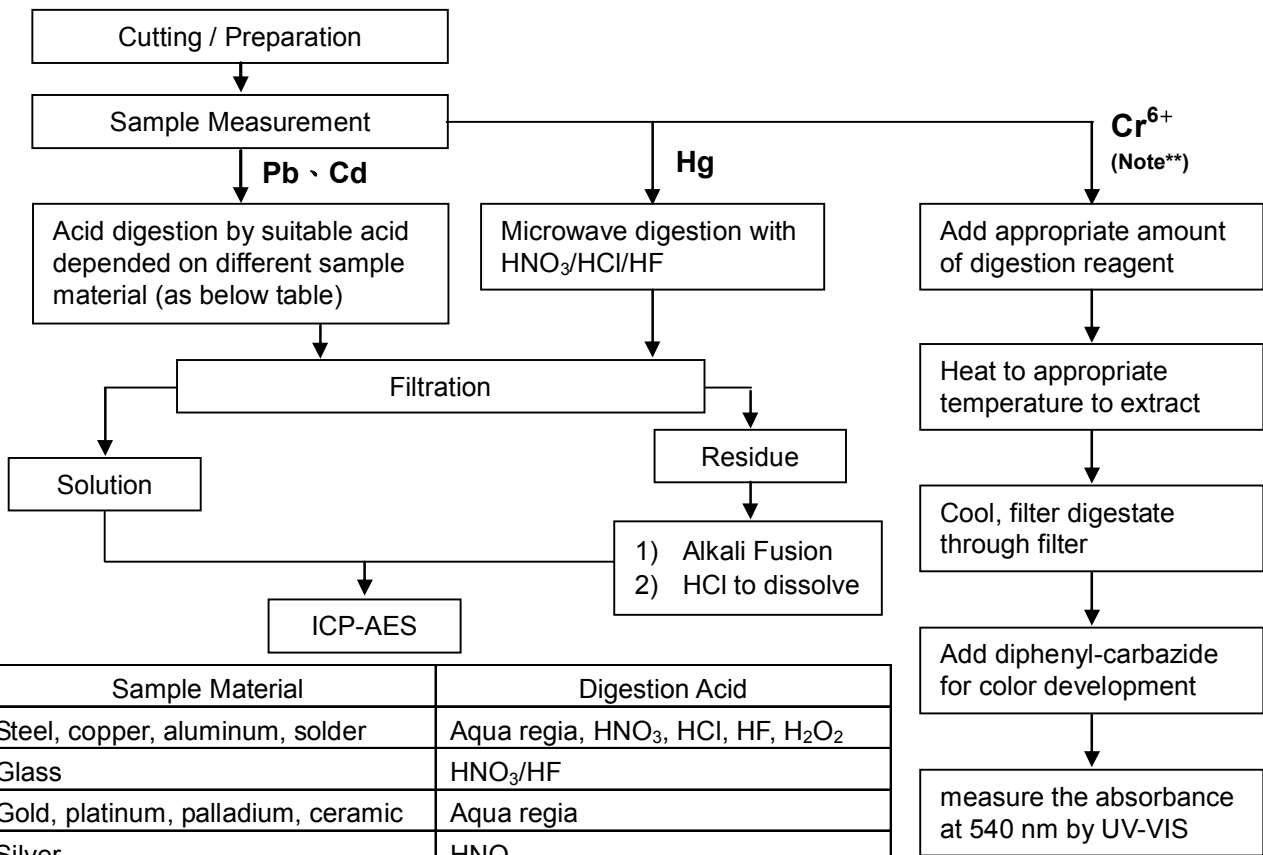 Cutting / Preparation
Sample Measurement
Pb、Cd
Hg
Cr⁶⁺
(Note**)
Acid digestion by suitable acid
depended on different sample
material (as below table)
Microwave digestion with
HNO₃/HCl/HF
Add appropriate amount
of digestion reagent
Filtration
Heat to appropriate
temperature to extract
Solution
Residue
1) Alkali Fusion
2) HCl to dissolve
Cool, filter digestate
through filter
ICP-AES
Add diphenyl-carbazide
for color development
measure the absorbance
at 540 nm by UV-VIS
Sample Material Digestion Acid
Steel, copper, aluminum, solder Aqua regia, HNO₃, HCl, HF, H₂O₂
Glass HNO₃/HF
Gold, platinum, palladium, ceramic Aqua regia
Silver HNO